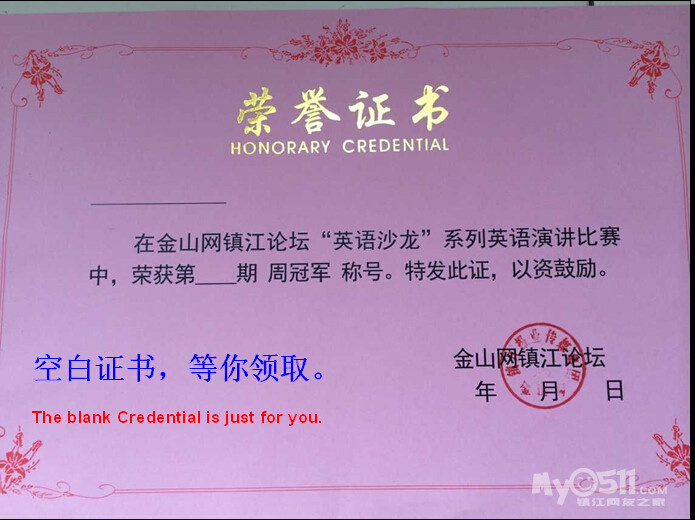 荣誉证书
HONORARY CREDENTIAL
在金山网镇江论坛“英语沙龙”系列英语演讲比赛
中，荣获第____期 周冠军 称号。特发此证，以资鼓励。
空白证书，等你领取。
The blank Credential is just for you.
金山网镇江论坛
年 月 日
My0511.COM
镇江网友之家